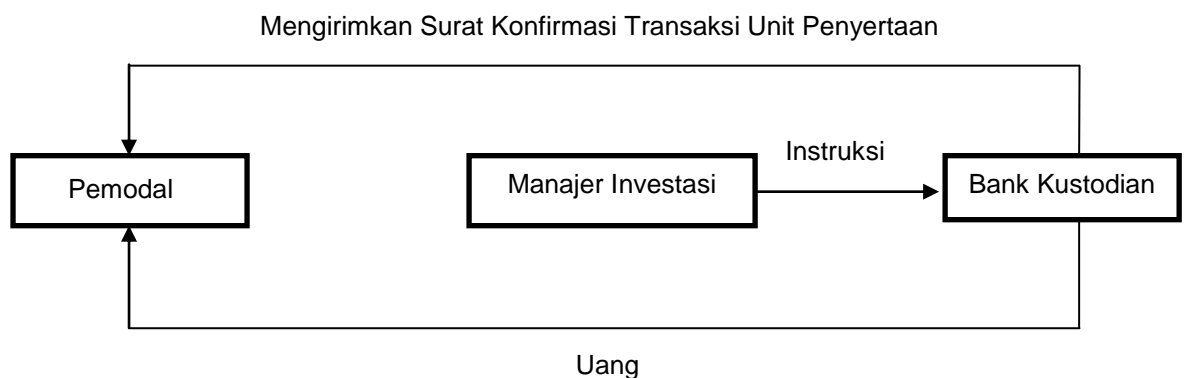 Mengirimkan Surat Konfirmasi Transaksi Unit Penyertaan
Instruksi
Pemodal
Manajer Investasi
Bank Kustodian
Uang